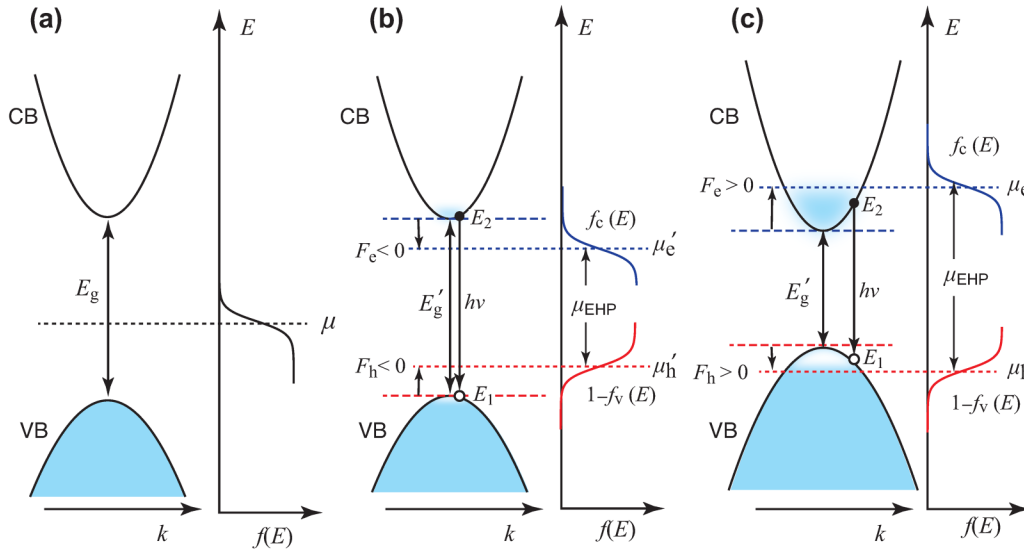 (a)
E
CB
E_g
μ
VB
k
f(E)
(b)
E
CB
f_c (E)
E_2
F_e < 0
μ_e′
E_g′
hν
μ_EHP
F_h < 0
μ_h′
E_1
1–f_v (E)
VB
k
f(E)
(c)
E
CB
f_c (E)
F_e > 0
μ_e
E_2
E_g′
hν
μ_EHP
E_1
F_h > 0
μ_h
1–f_v (E)
VB
k
f(E)